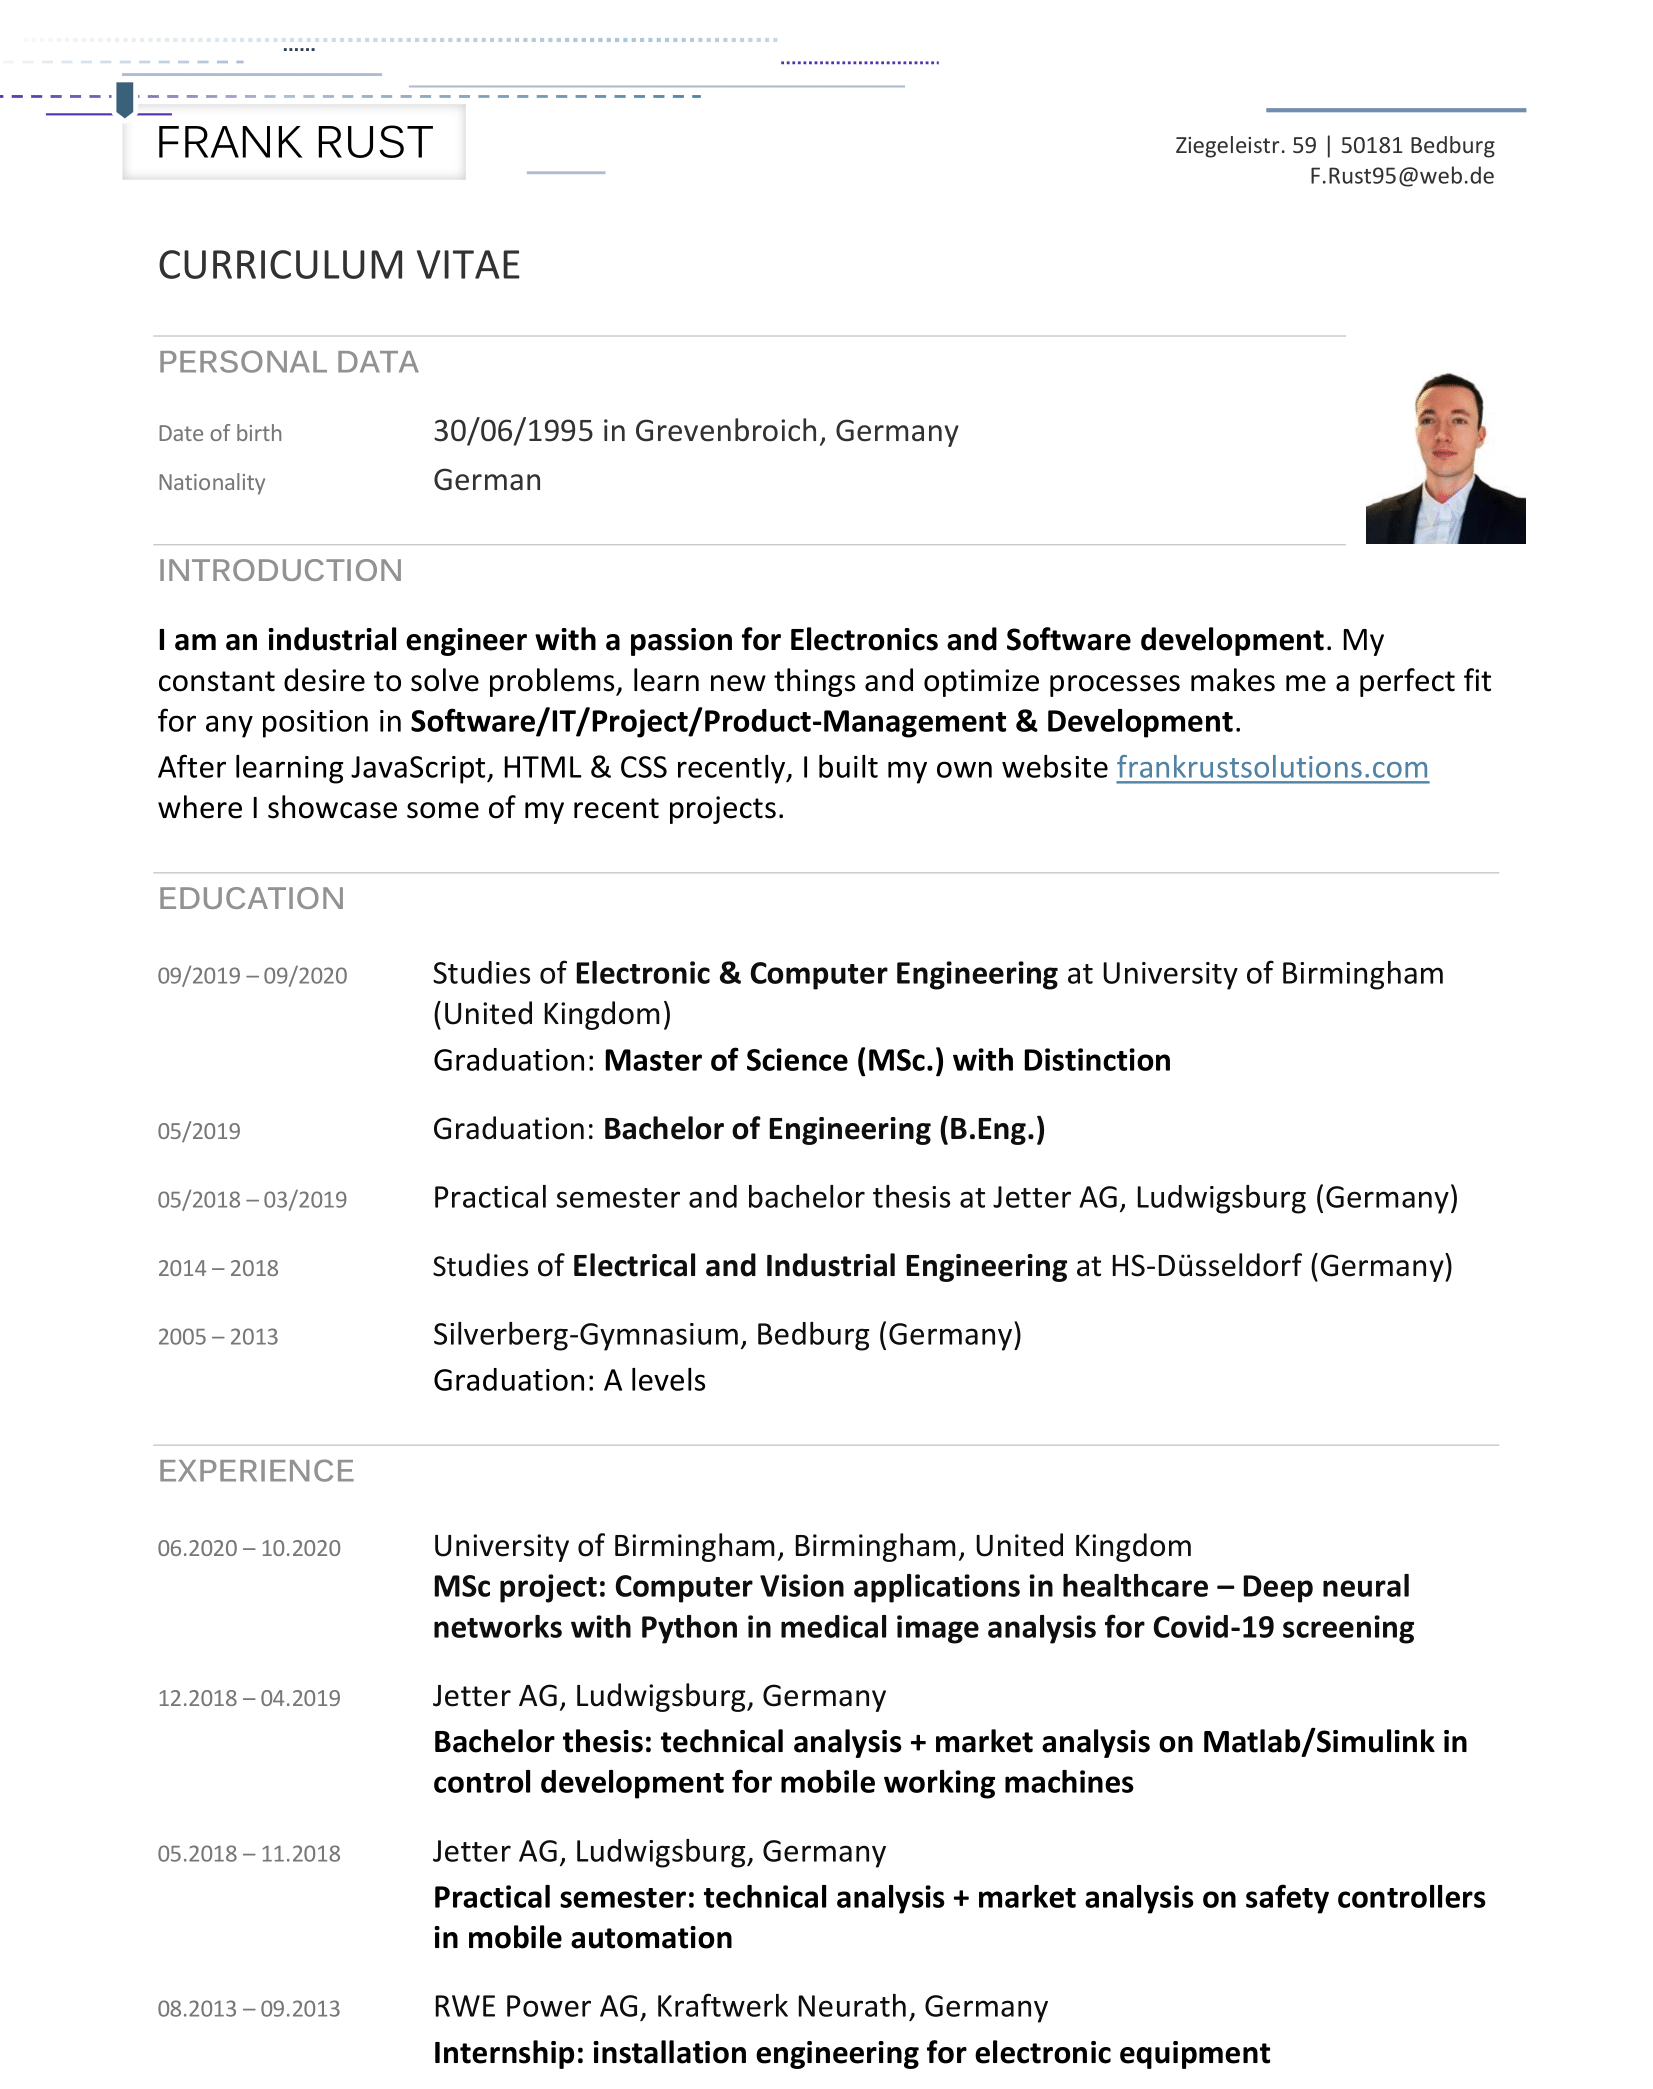 FRANK RUST
Ziegeleistr. 59 | 50181 Bedburg
F.Rust95@web.de
CURRICULUM VITAE
PERSONAL DATA
Date of birth 30/06/1995 in Grevenbroich, Germany
Nationality German
INTRODUCTION
I am an industrial engineer with a passion for Electronics and Software development. My
constant desire to solve problems, learn new things and optimize processes makes me a perfect fit
for any position in Software/IT/Project/Product-Management & Development.
After learning JavaScript, HTML & CSS recently, I built my own website frankrustsolutions.com
where I showcase some of my recent projects.
EDUCATION
09/2019 – 09/2020 Studies of Electronic & Computer Engineering at University of Birmingham
(United Kingdom)
Graduation: Master of Science (MSc.) with Distinction
05/2019 Graduation: Bachelor of Engineering (B.Eng.)
05/2018 – 03/2019 Practical semester and bachelor thesis at Jetter AG, Ludwigsburg (Germany)
2014 – 2018 Studies of Electrical and Industrial Engineering at HS-Düsseldorf (Germany)
2005 – 2013 Silverberg-Gymnasium, Bedburg (Germany)
Graduation: A levels
EXPERIENCE
06.2020 – 10.2020 University of Birmingham, Birmingham, United Kingdom
MSc project: Computer Vision applications in healthcare – Deep neural
networks with Python in medical image analysis for Covid-19 screening
12.2018 – 04.2019 Jetter AG, Ludwigsburg, Germany
Bachelor thesis: technical analysis + market analysis on Matlab/Simulink in
control development for mobile working machines
05.2018 – 11.2018 Jetter AG, Ludwigsburg, Germany
Practical semester: technical analysis + market analysis on safety controllers
in mobile automation
08.2013 – 09.2013 RWE Power AG, Kraftwerk Neurath, Germany
Internship: installation engineering for electronic equipment